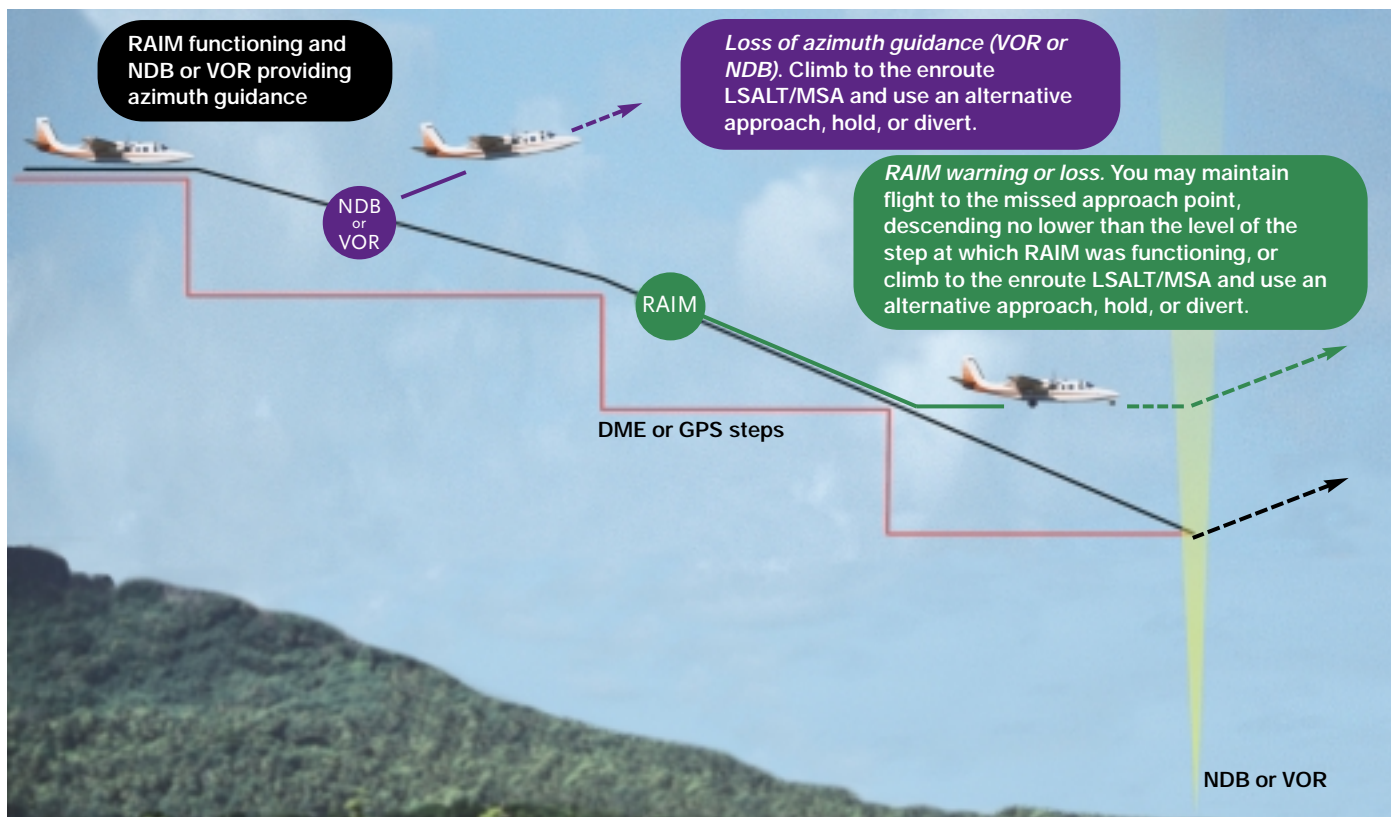 RAIM functioning and
NDB or VOR providing
azimuth guidance
Loss of azimuth guidance (VOR or
NDB). Climb to the enroute
LSALT/MSA and use an alternative
approach, hold, or divert.
RAIM warning or loss. You may maintain
flight to the missed approach point,
descending no lower than the level of the
step at which RAIM was functioning, or
climb to the enroute LSALT/MSA and use an
alternative approach, hold, or divert.
NDB
or
VOR
RAIM
DME or GPS steps
NDB or VOR